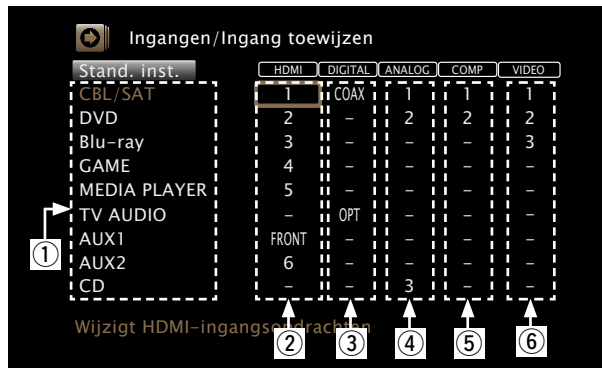 Ingangen/Ingang toewijzen
Stand. inst. HDMI DIGITAL ANALOG COMP VIDEO
CBL/SAT 1 COAX 1 1 1
DVD 2 – 2 2 2
Blu-ray 3 – – – 3
GAME 4 – – – –
MEDIA PLAYER 5 – – – –
TV AUDIO – OPT – – –
AUX1 FRONT – – – –
AUX2 6 – – – –
CD – – 3 – –
Wijzigt HDMI-ingangsopdrachten
① ② ③ ④ ⑤ ⑥